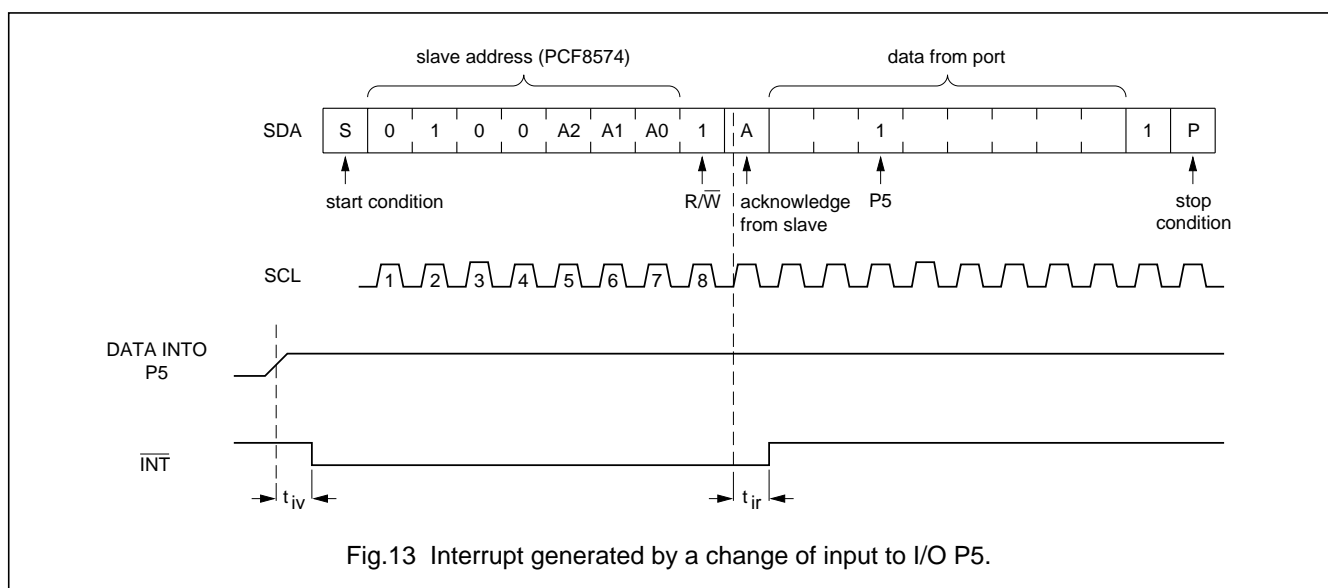 slave address (PCF8574) data from port
SDA S 0 1 0 0 A2 A1 A0 1 A 1 1 P
start condition R/W̅ acknowledge from slave P5 stop condition
SCL 1 2 3 4 5 6 7 8
DATA INTO P5
I̅N̅T̅
t iv t ir
Fig.13 Interrupt generated by a change of input to I/O P5.